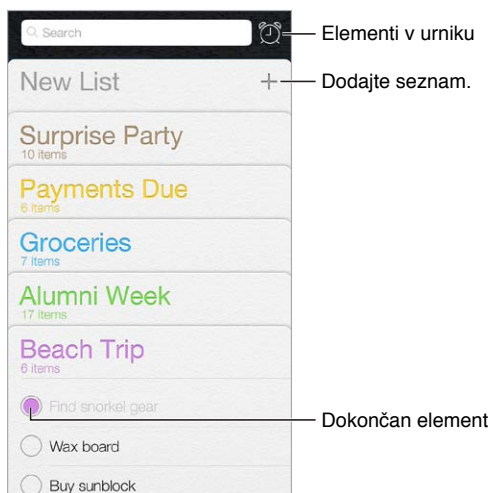 Search
Elementi v urniku
New List
Dodajte seznam.
Surprise Party
10 items
Payments Due
6 items
Groceries
7 items
Alumni Week
17 items
Beach Trip
6 items
Find snorkel gear
Dokončan element
Wax board
Buy sunblock